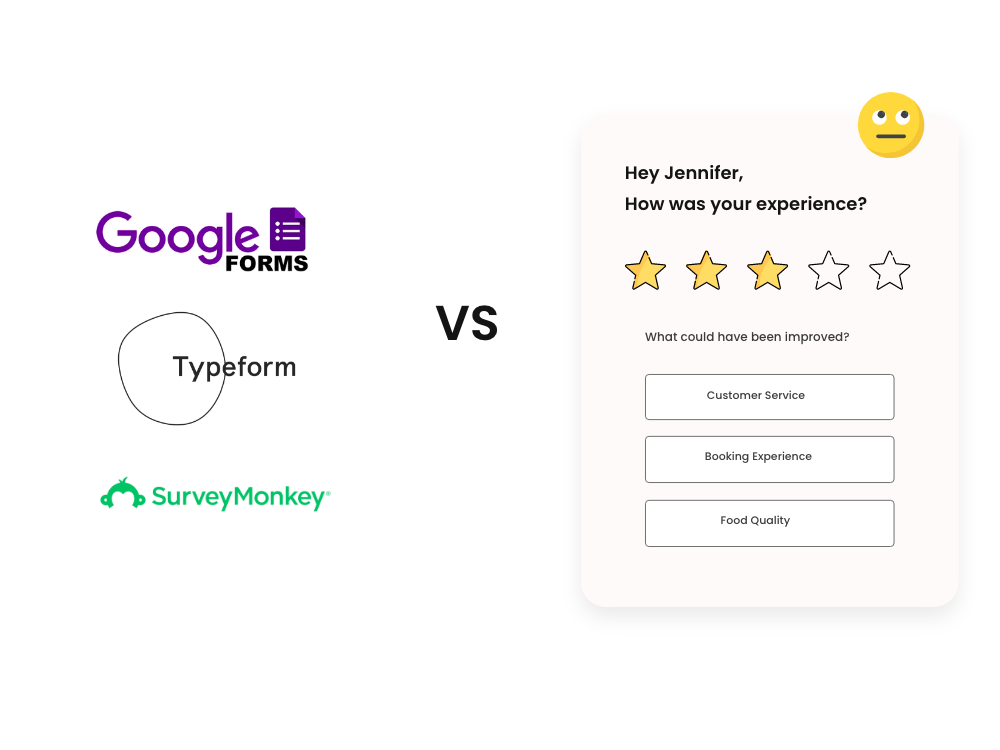 Google
FORMS
Typeform
SurveyMonkey®
VS
Hey Jennifer,
How was your experience?
What could have been improved?
Customer Service
Booking Experience
Food Quality